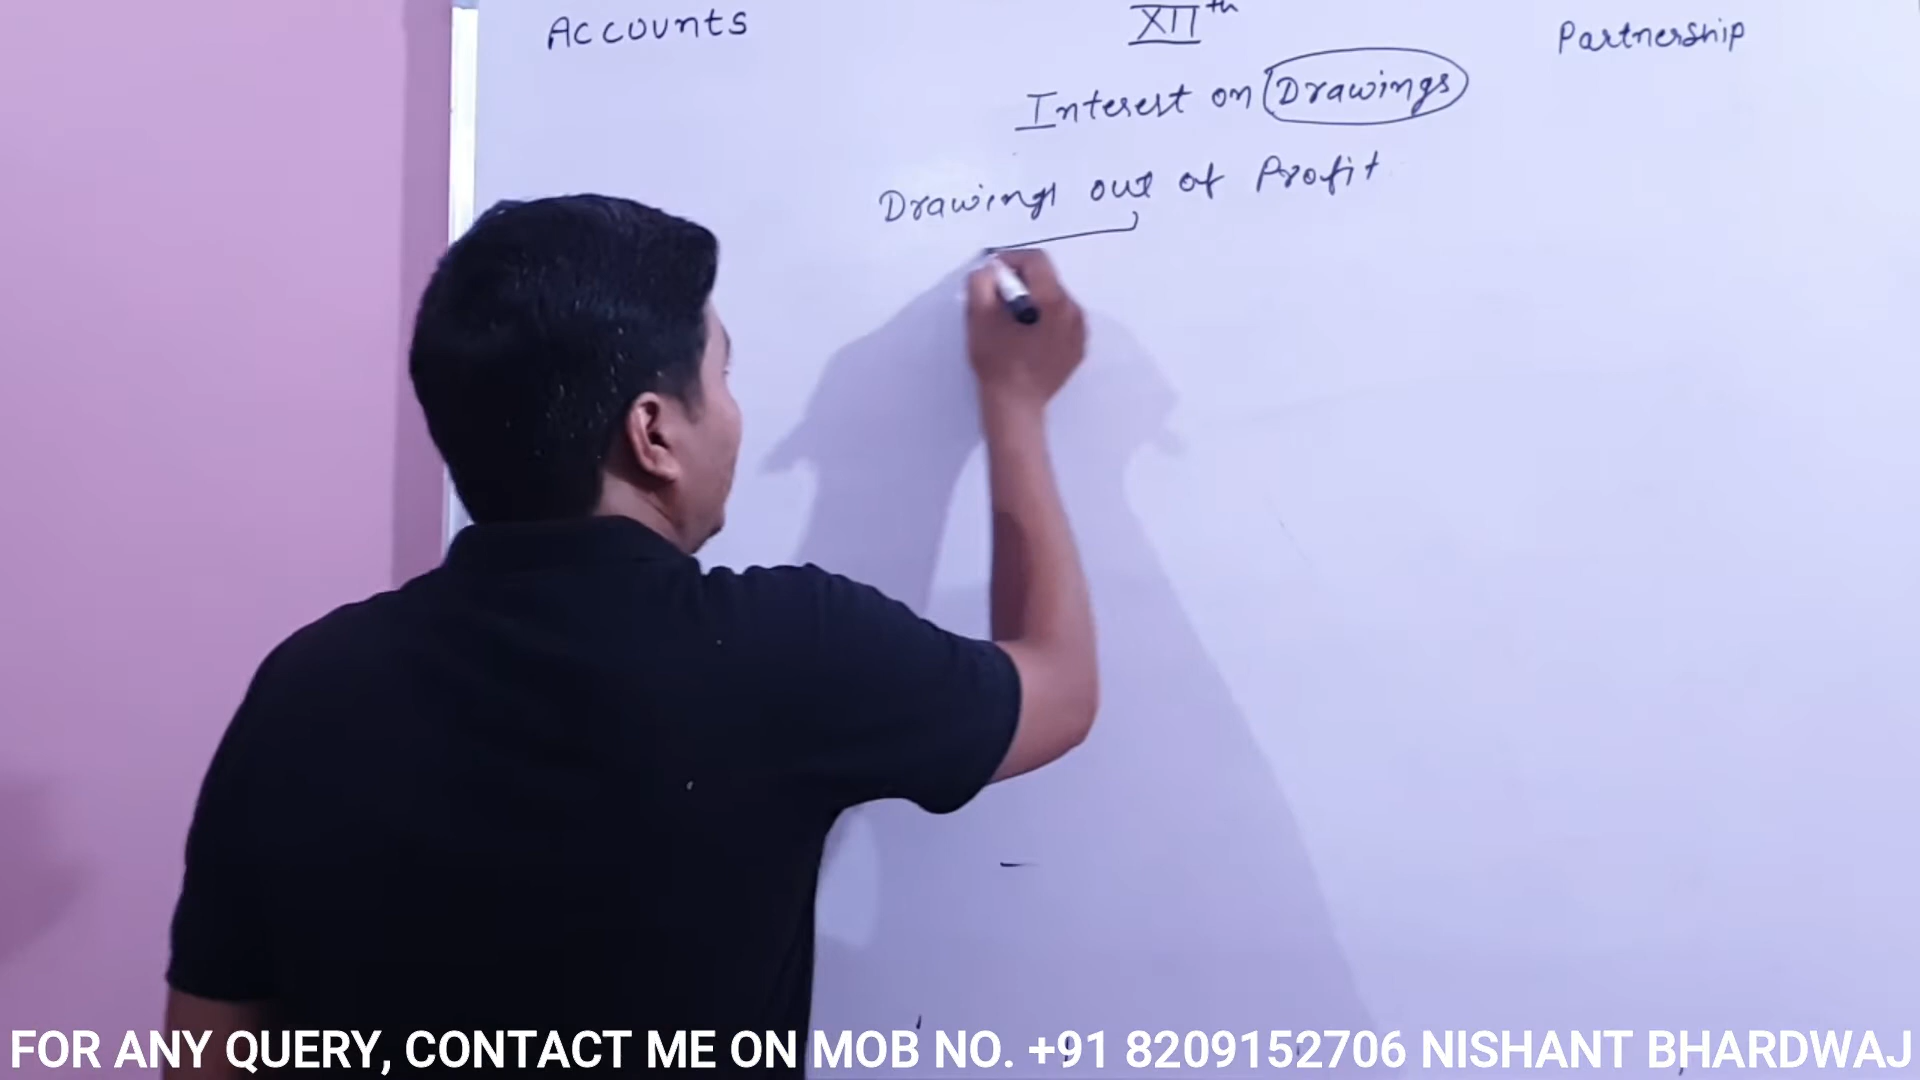 Accounts XIIth Partnership
Interest on Drawings
Drawings out of Profit
FOR ANY QUERY, CONTACT ME ON MOB NO. +91 8209152706 NISHANT BHARDWAJ